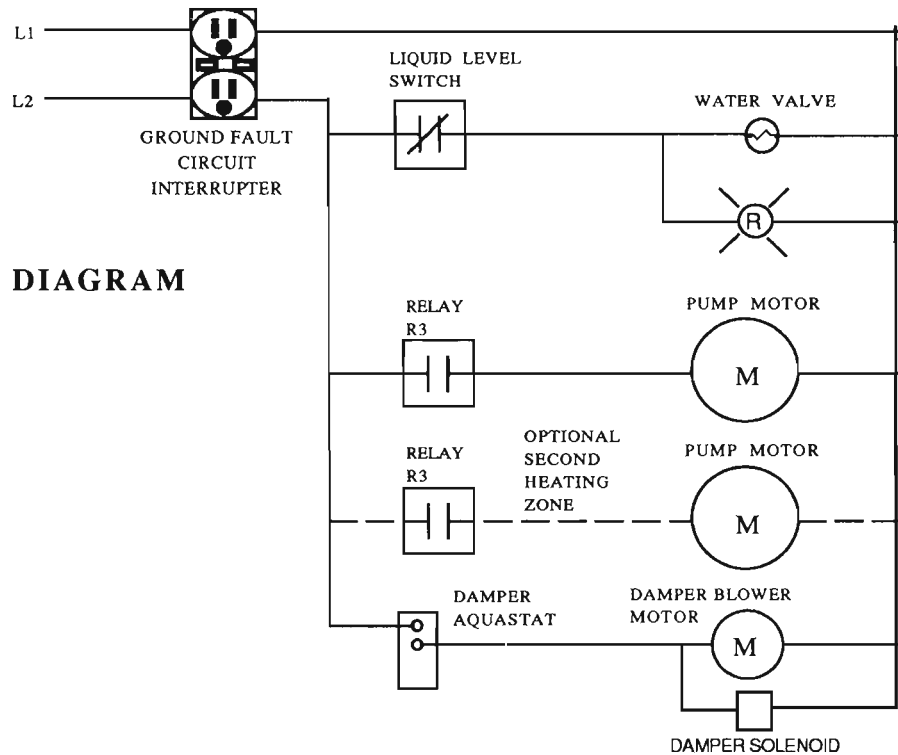 L1
L2
GROUND FAULT
CIRCUIT
INTERRUPTER
LIQUID LEVEL
SWITCH
WATER VALVE
R
DIAGRAM
RELAY
R3
PUMP MOTOR
M
RELAY
R3
OPTIONAL
SECOND
HEATING
ZONE
PUMP MOTOR
M
DAMPER
AQUASTAT
DAMPER BLOWER
MOTOR
M
DAMPER SOLENOID